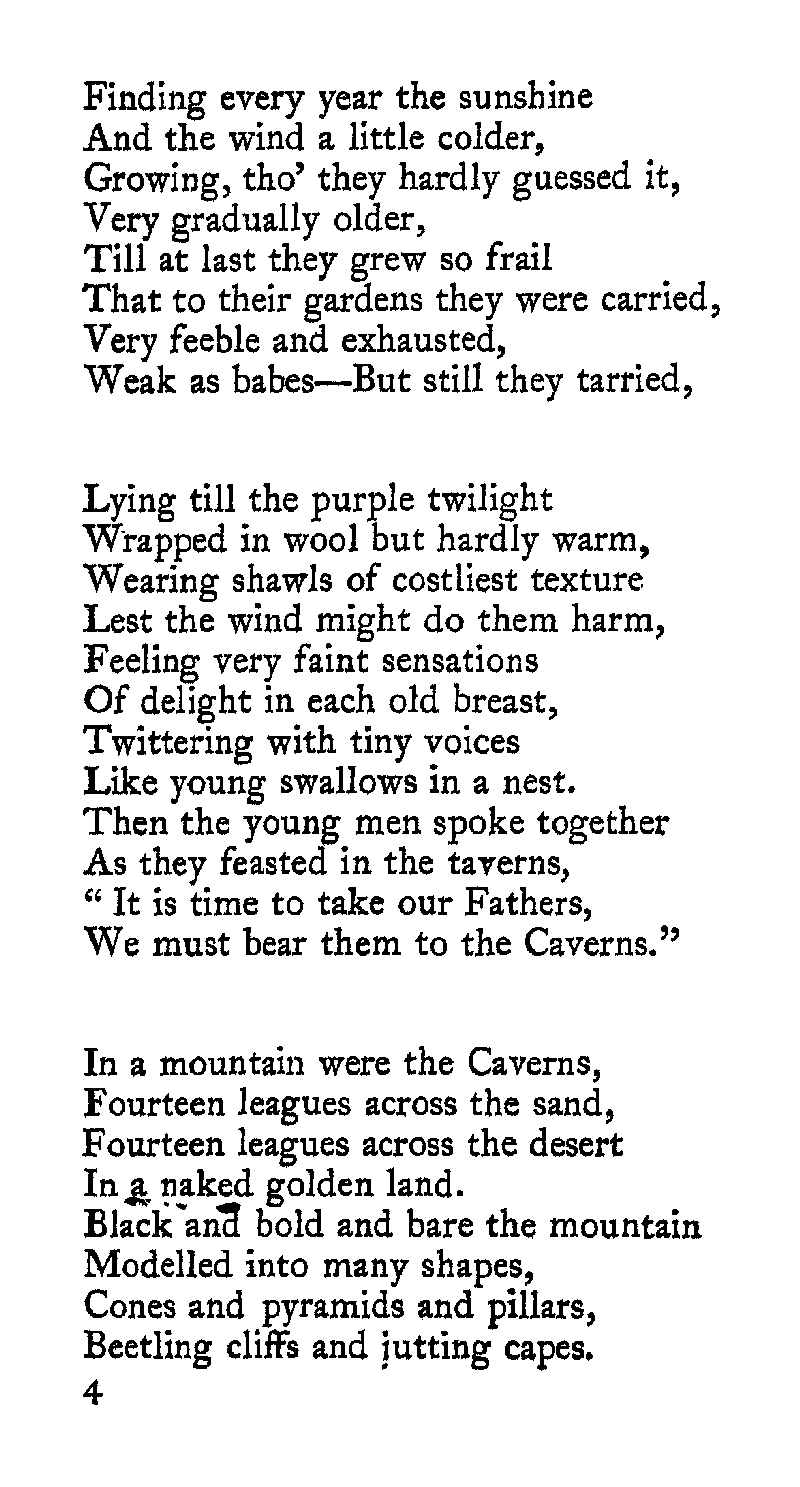 Finding every year the sunshine
And the wind a little colder,
Growing, tho' they hardly guessed it,
Very gradually older,
Till at last they grew so frail
That to their gardens they were carried,
Very feeble and exhausted,
Weak as babes—But still they tarried,
Lying till the purple twilight
Wrapped in wool but hardly warm,
Wearing shawls of costliest texture
Lest the wind might do them harm,
Feeling very faint sensations
Of delight in each old breast,
Twittering with tiny voices
Like young swallows in a nest.
Then the young men spoke together
As they feasted in the taverns,
“ It is time to take our Fathers,
We must bear them to the Caverns.”
In a mountain were the Caverns,
Fourteen leagues across the sand,
Fourteen leagues across the desert
In a naked golden land.
Black and bold and bare the mountain
Modelled into many shapes,
Cones and pyramids and pillars,
Beetling cliffs and jutting capes.
4